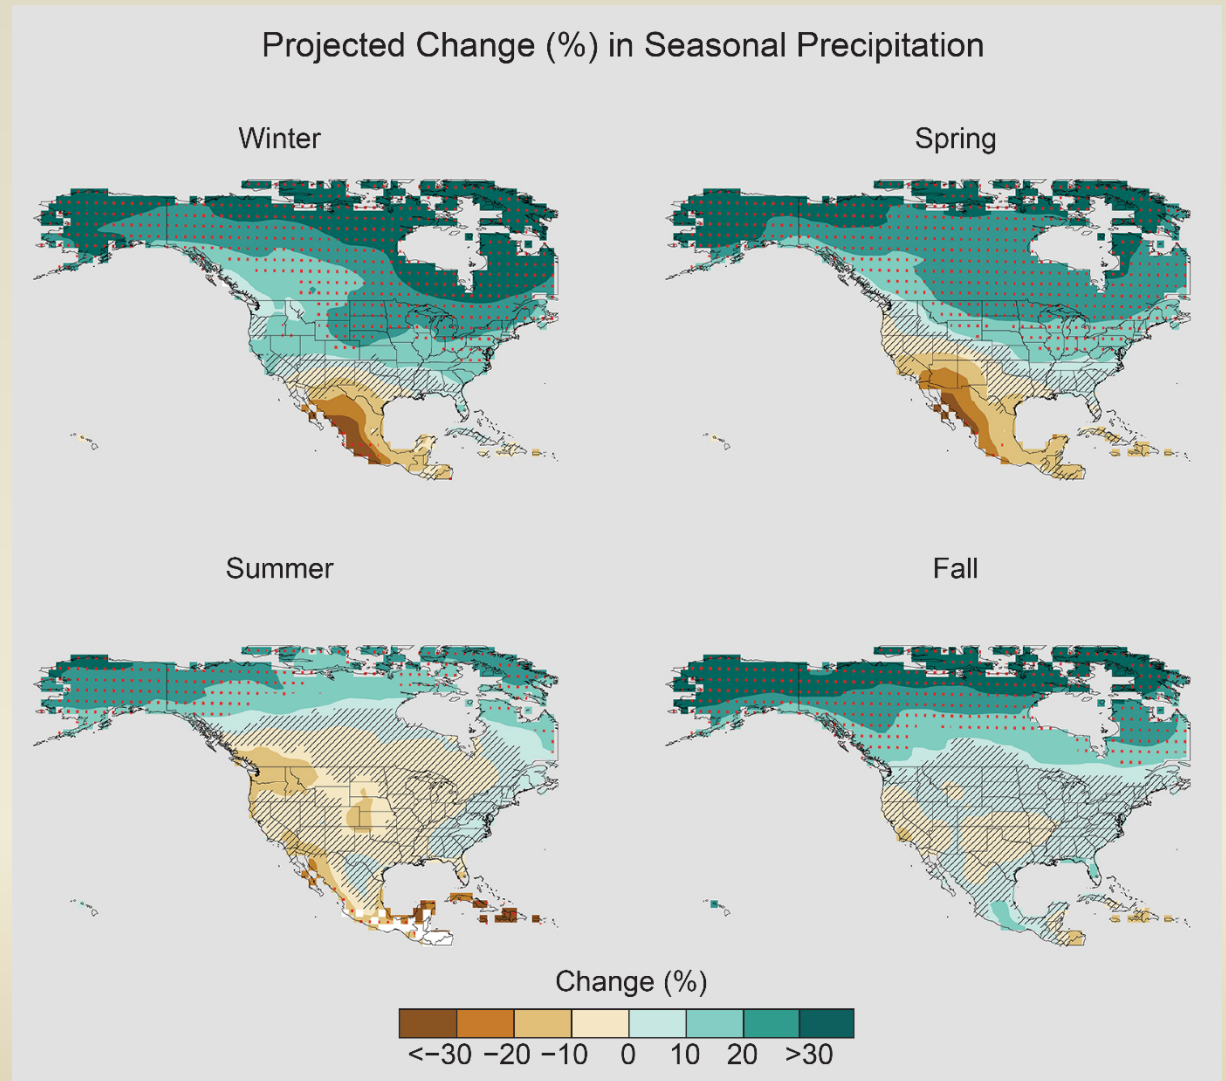 Projected Change (%) in Seasonal Precipitation
Winter
Spring
Summer
Fall
Change (%)
<−30 −20 −10 0 10 20 >30